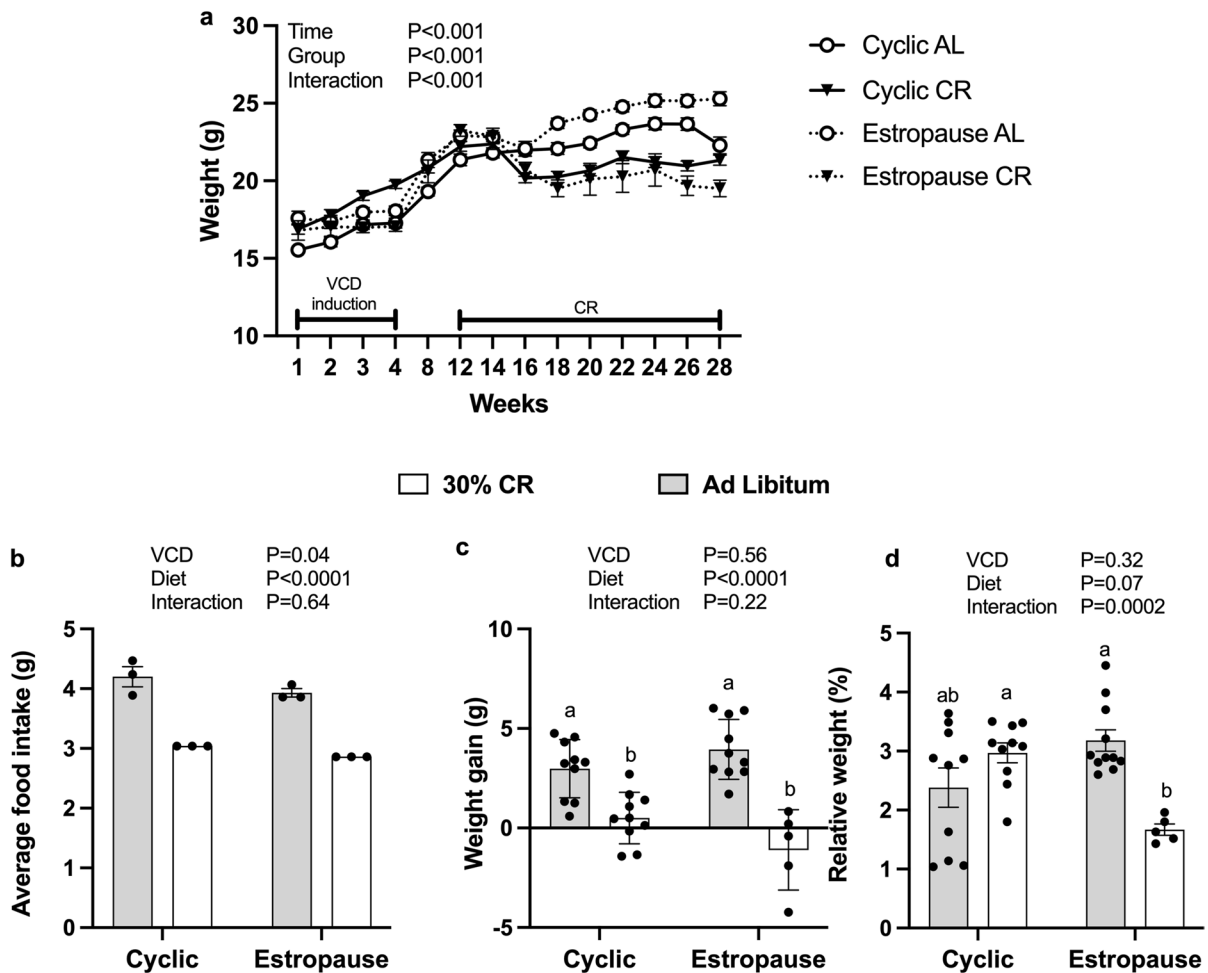 a
Time P<0.001
Group P<0.001
Interaction P<0.001
Weight (g)
30
25
20
15
10
VCD
induction
CR
1 2 3 4 8 12 14 16 18 20 22 24 26 28
Weeks
Cyclic AL
Cyclic CR
Estropause AL
Estropause CR
30% CR Ad Libitum
b
VCD P=0.04
Diet P<0.0001
Interaction P=0.64
Average food intake (g)
5
4
3
2
1
0
Cyclic Estropause
c
VCD P=0.56
Diet P<0.0001
Interaction P=0.22
Weight gain (g)
10
5
0
-5
a
b
a
b
Cyclic Estropause
d
VCD P=0.32
Diet P=0.07
Interaction P=0.0002
Relative weight (%)
5
4
3
2
1
0
ab
a
a
b
Cyclic Estropause